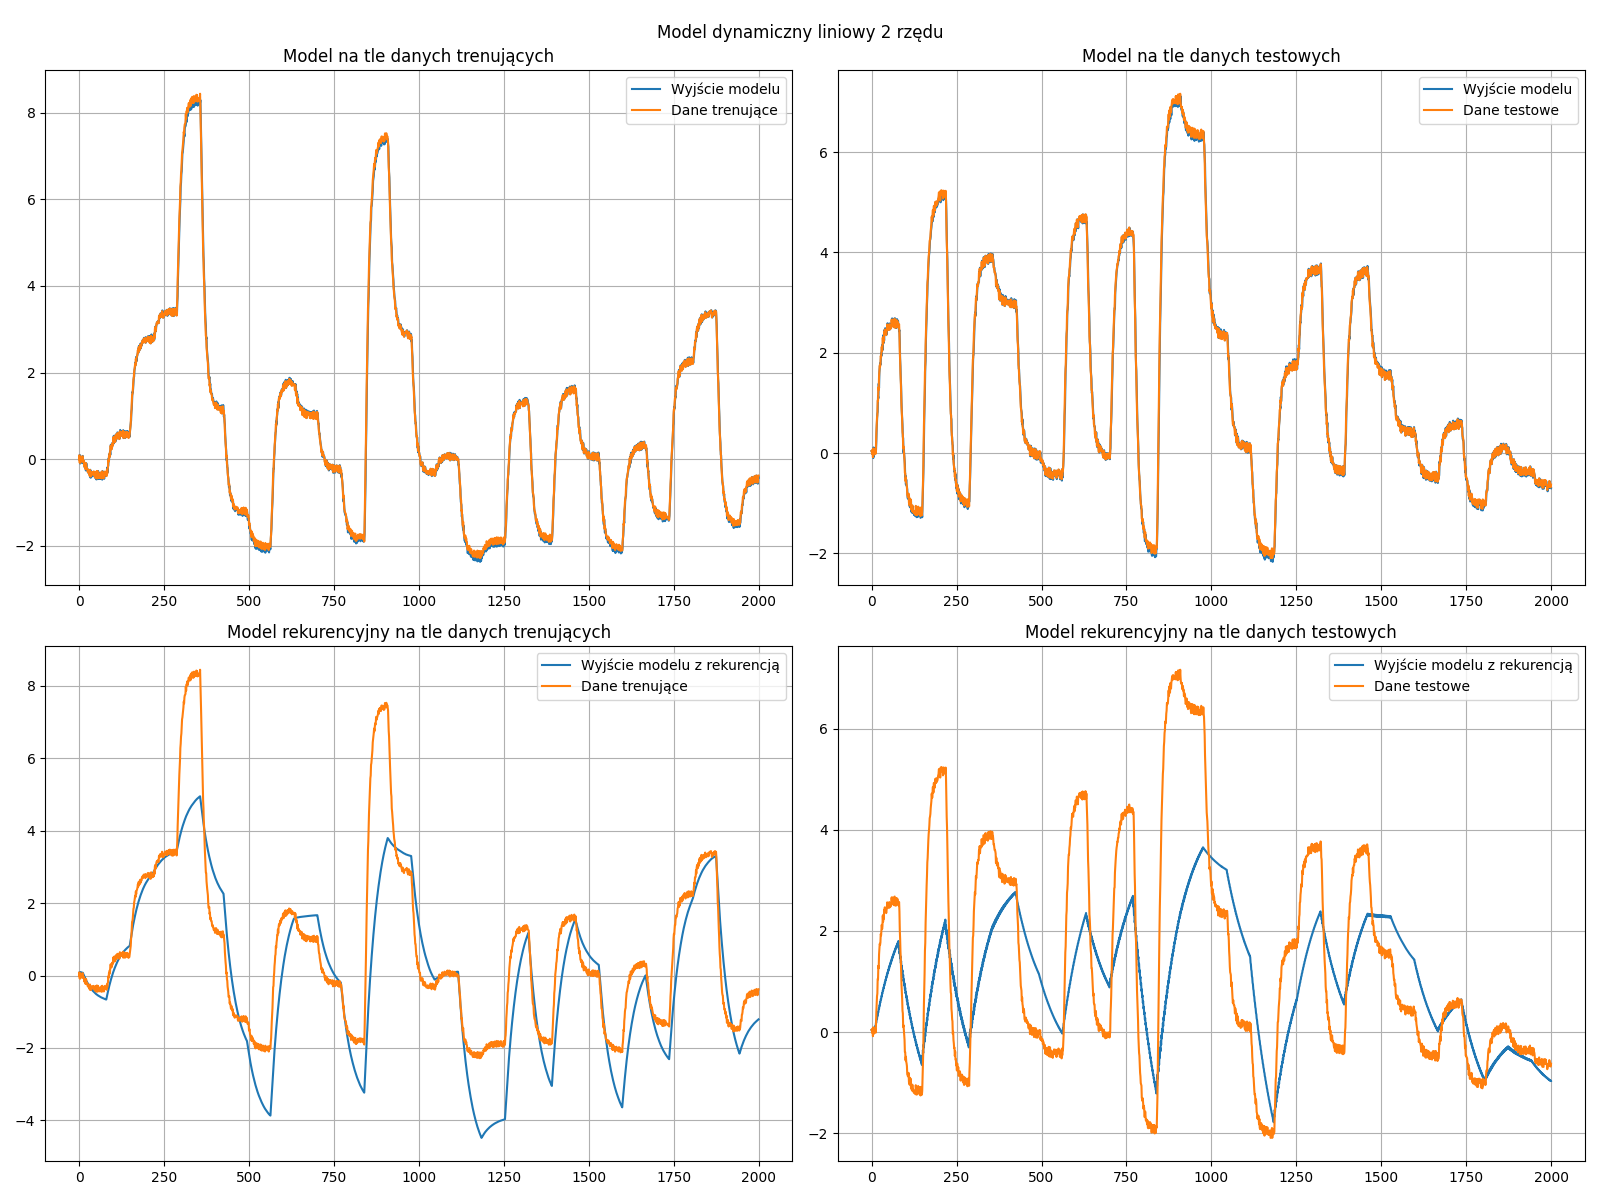 Model dynamiczny liniowy 2 rzędu
Model na tle danych trenujących
Wyjście modelu
Dane trenujące
8
6
4
2
0
−2
0 250 500 750 1000 1250 1500 1750 2000
Model na tle danych testowych
Wyjście modelu
Dane testowe
6
4
2
0
−2
0 250 500 750 1000 1250 1500 1750 2000
Model rekurencyjny na tle danych trenujących
Wyjście modelu z rekurencją
Dane trenujące
8
6
4
2
0
−2
−4
0 250 500 750 1000 1250 1500 1750 2000
Model rekurencyjny na tle danych testowych
Wyjście modelu z rekurencją
Dane testowe
6
4
2
0
−2
0 250 500 750 1000 1250 1500 1750 2000